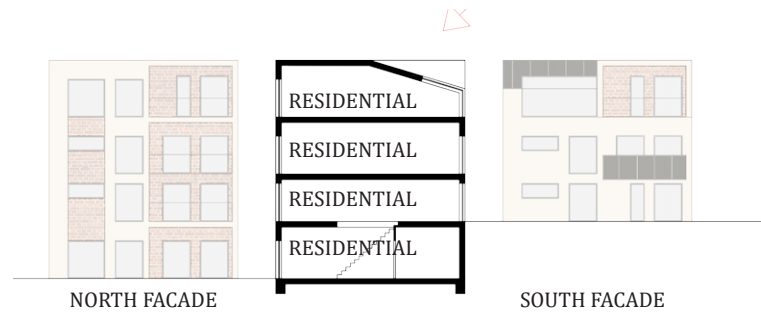 RESIDENTIAL
RESIDENTIAL
RESIDENTIAL
RESIDENTIAL
NORTH FACADE
SOUTH FACADE